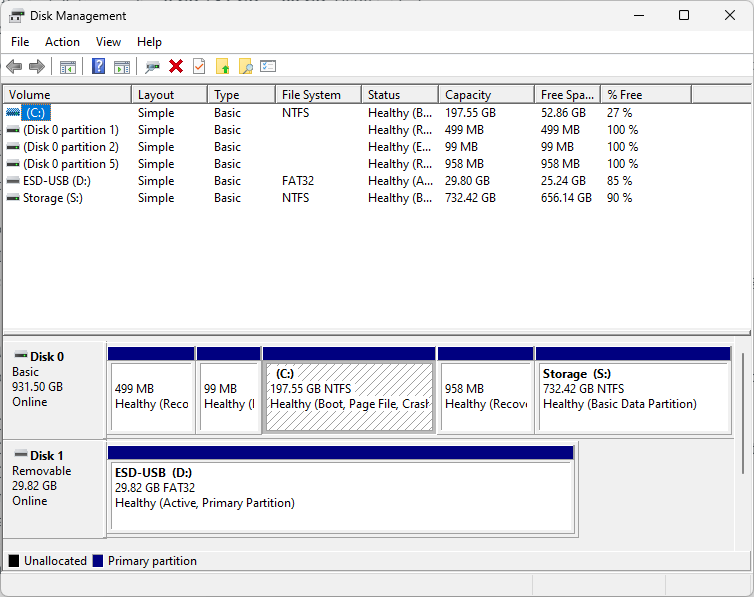 Disk Management
File Action View Help
Volume Layout Type File System Status Capacity Free Spa... % Free
(C:) Simple Basic NTFS Healthy (B... 197.55 GB 52.86 GB 27 %
(Disk 0 partition 1) Simple Basic Healthy (R... 499 MB 499 MB 100 %
(Disk 0 partition 2) Simple Basic Healthy (E... 99 MB 99 MB 100 %
(Disk 0 partition 5) Simple Basic Healthy (R... 958 MB 958 MB 100 %
ESD-USB (D:) Simple Basic FAT32 Healthy (A... 29.80 GB 25.24 GB 85 %
Storage (S:) Simple Basic NTFS Healthy (B... 732.42 GB 656.14 GB 90 %
Disk 0
Basic
931.50 GB
Online
499 MB
Healthy (Reco
99 MB
Healthy (I
(C:)
197.55 GB NTFS
Healthy (Boot, Page File, Crash
958 MB
Healthy (Recove
Storage (S:)
732.42 GB NTFS
Healthy (Basic Data Partition)
Disk 1
Removable
29.82 GB
Online
ESD-USB (D:)
29.82 GB FAT32
Healthy (Active, Primary Partition)
Unallocated Primary partition